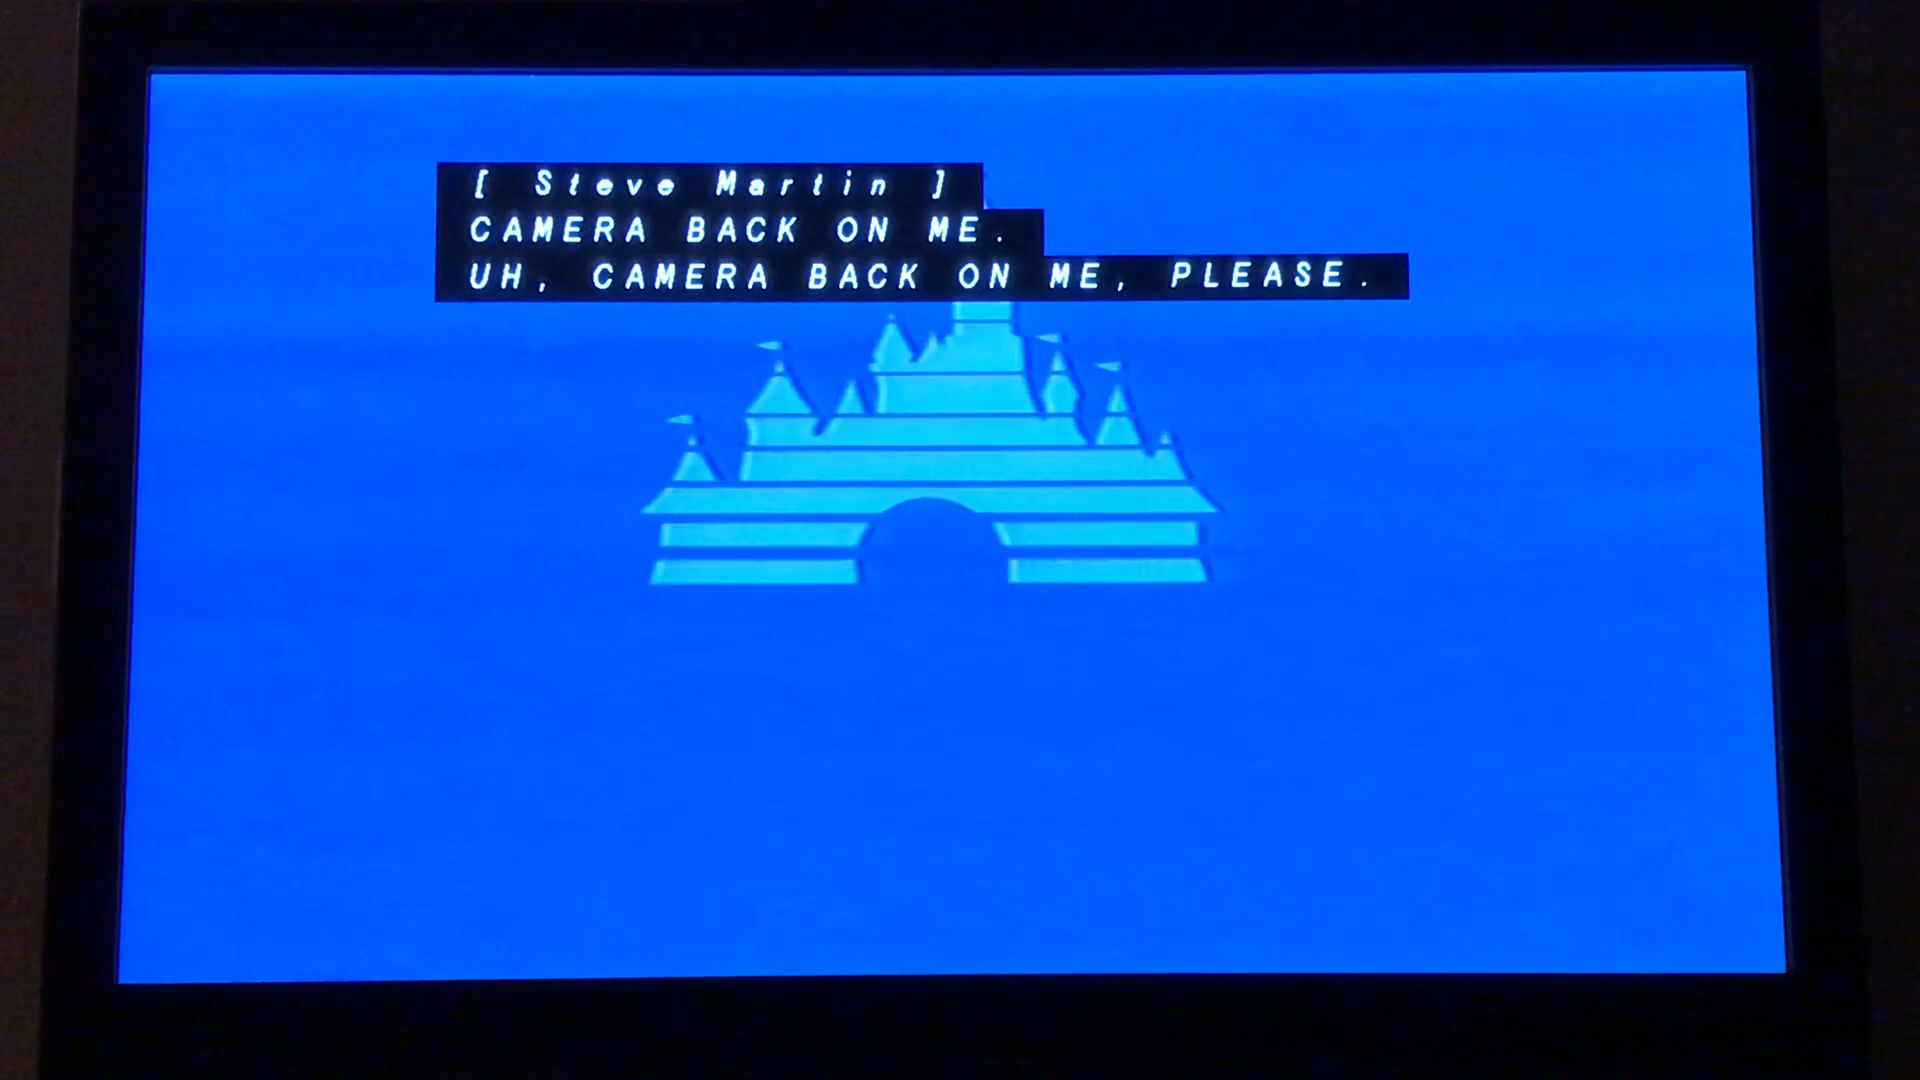 [ Steve Martin ]
CAMERA BACK ON ME.
UH, CAMERA BACK ON ME, PLEASE.